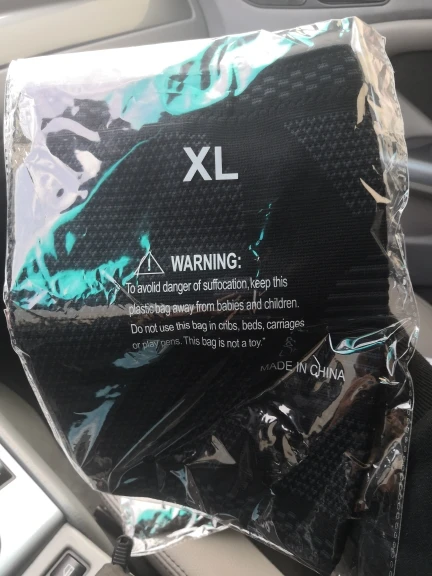 XL
WARNING:
To avolid danger of suffocation, keep this
plastic bag away from babies and children.
Do not use this bag in cribs, beds, carriages
or play pens. This bag is not a toy."
MADE IN CHINA